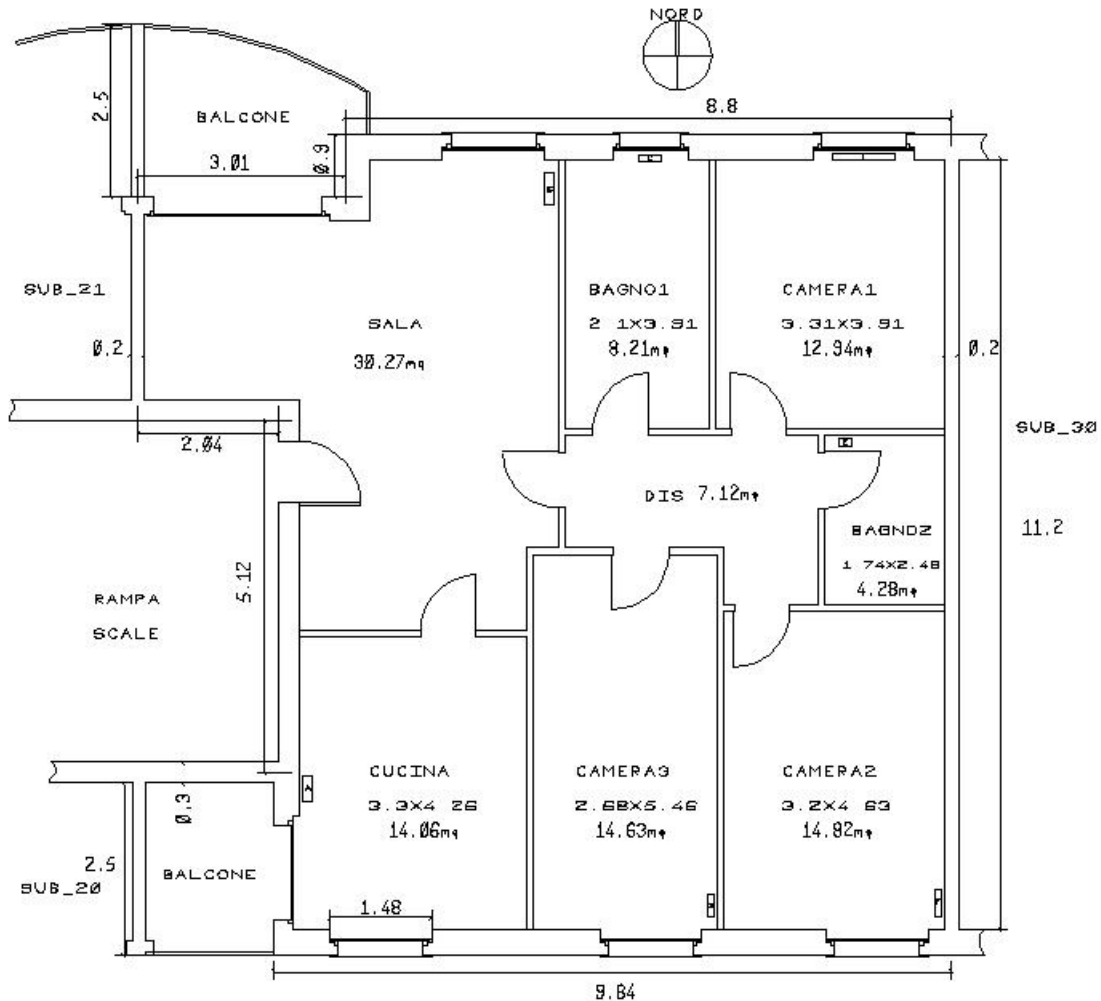 NORD
8.8
2.5
BALCONE
3.01
0.9
SUB_21
SALA
30.27mq
BAGNO1
2 1X3.91
8.21mq
CAMERA1
3.31X3.91
12.94mq
0.2
0.2
2.04
SUB_30
DIS 7.12mq
BAGNO2
1 74X2.48
4.28mq
11.2
5.12
RAMPA
SCALE
CUCINA
3.3X4 26
14.06mq
CAMERA3
2.68X5.46
14.63mq
CAMERA2
3.2X4 63
14.82mq
0.3
2.5
SUB_20
BALCONE
1.48
9.84